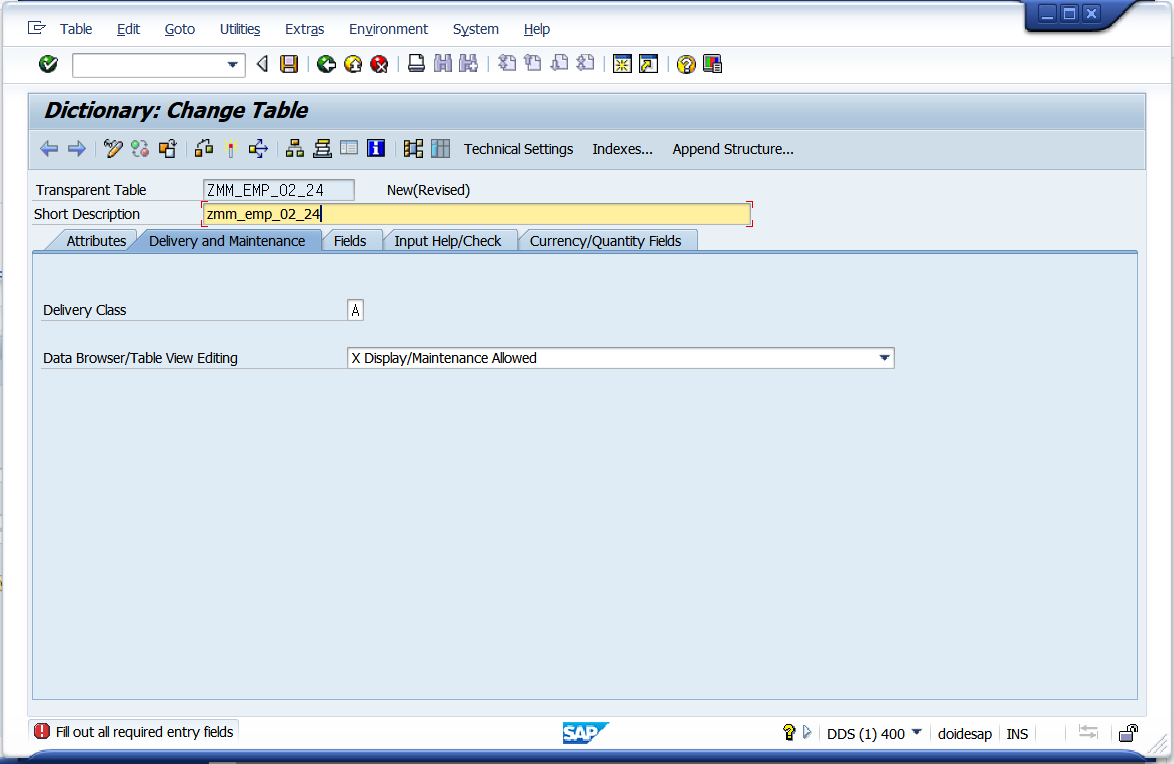 Table Edit Goto Utilities Extras Environment System Help
Dictionary: Change Table
Technical Settings Indexes... Append Structure...
Transparent Table ZMM_EMP_02_24 New(Revised)
Short Description zmm_emp_02_24
Attributes Delivery and Maintenance Fields Input Help/Check Currency/Quantity Fields
Delivery Class A
Data Browser/Table View Editing X Display/Maintenance Allowed
Fill out all required entry fields SAP DDS (1) 400 doidesap INS